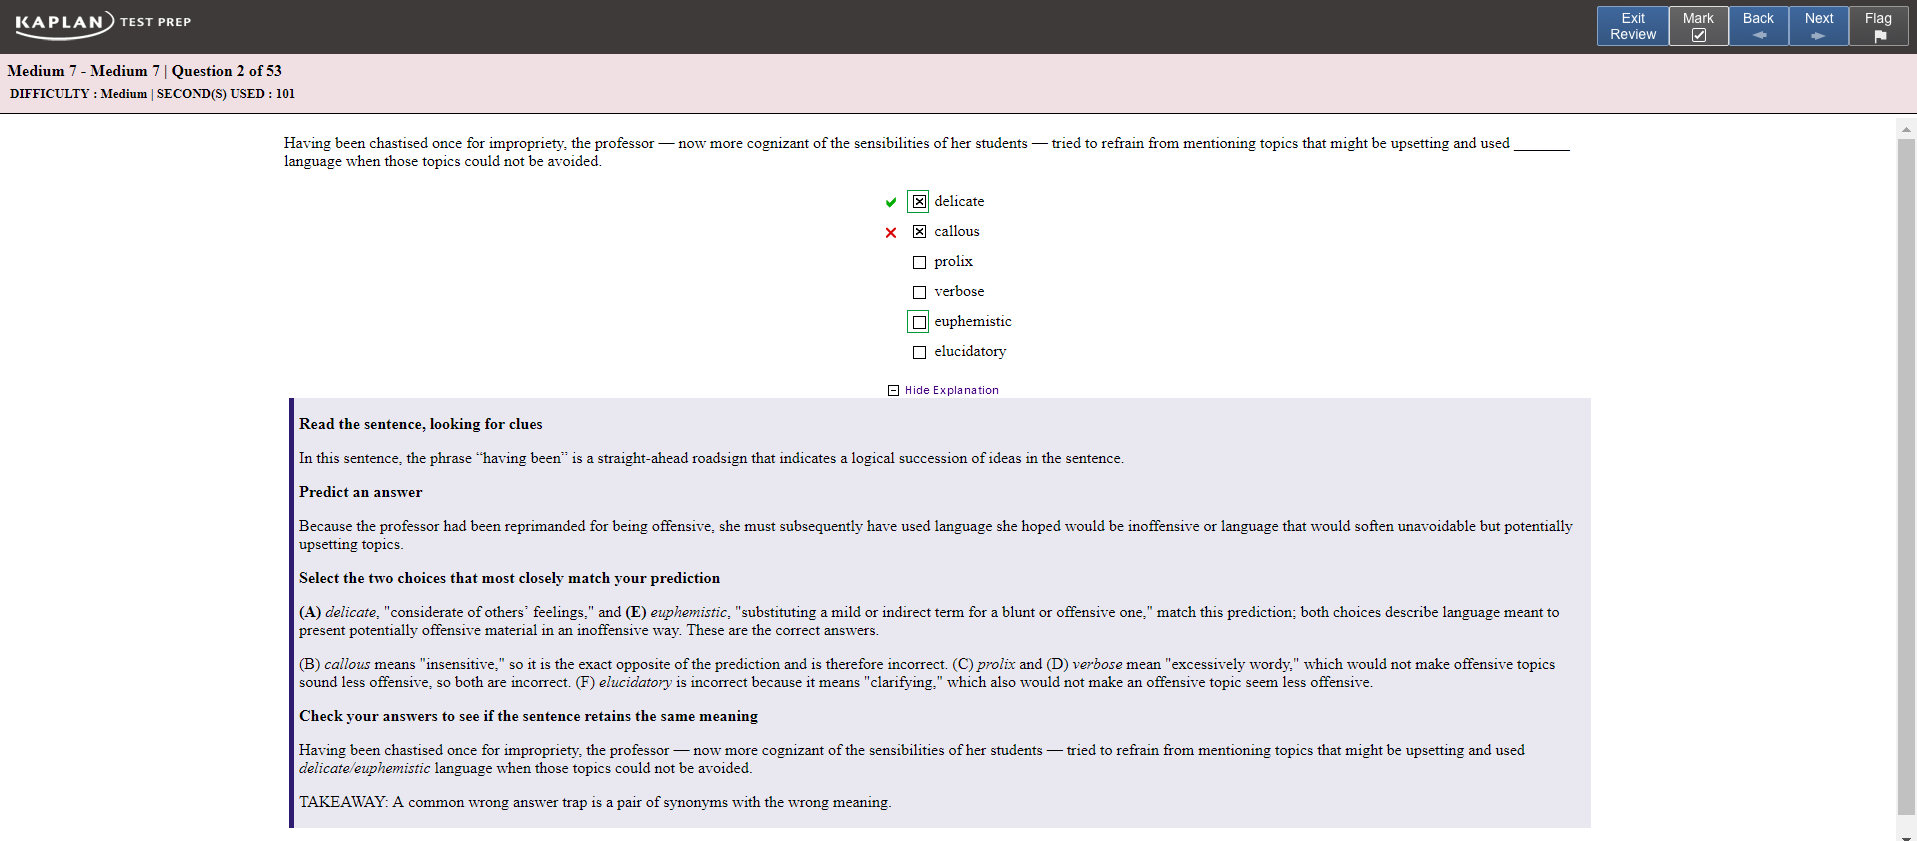 KAPLAN TEST PREP
Exit Review
Mark
Back
Next
Flag
Medium 7 - Medium 7 | Question 2 of 53
DIFFICULTY : Medium | SECOND(S) USED : 101
Having been chastised once for impropriety, the professor — now more cognizant of the sensibilities of her students — tried to refrain from mentioning topics that might be upsetting and used _______
language when those topics could not be avoided.
delicate
callous
prolix
verbose
euphemistic
elucidatory
Hide Explanation
Read the sentence, looking for clues
In this sentence, the phrase “having been” is a straight-ahead roadsign that indicates a logical succession of ideas in the sentence.
Predict an answer
Because the professor had been reprimanded for being offensive, she must subsequently have used language she hoped would be inoffensive or language that would soften unavoidable but potentially
upsetting topics.
Select the two choices that most closely match your prediction
(A) delicate, "considerate of others’ feelings," and (E) euphemistic, "substituting a mild or indirect term for a blunt or offensive one," match this prediction; both choices describe language meant to
present potentially offensive material in an inoffensive way. These are the correct answers.
(B) callous means "insensitive," so it is the exact opposite of the prediction and is therefore incorrect. (C) prolix and (D) verbose mean "excessively wordy," which would not make offensive topics
sound less offensive, so both are incorrect. (F) elucidatory is incorrect because it means "clarifying," which also would not make an offensive topic seem less offensive.
Check your answers to see if the sentence retains the same meaning
Having been chastised once for impropriety, the professor — now more cognizant of the sensibilities of her students — tried to refrain from mentioning topics that might be upsetting and used
delicate/euphemistic language when those topics could not be avoided.
TAKEAWAY: A common wrong answer trap is a pair of synonyms with the wrong meaning.